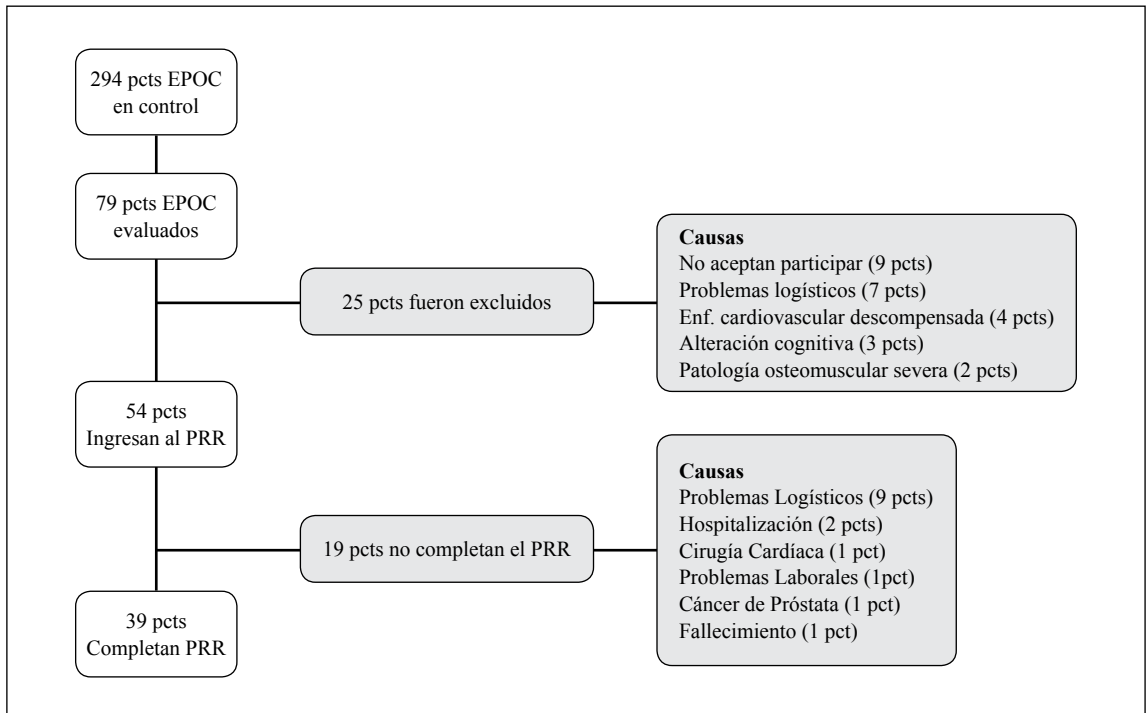 294 pcts EPOC
en control
79 pcts EPOC
evaluados
25 pcts fueron excluidos
Causas
No aceptan participar (9 pcts)
Problemas logísticos (7 pcts)
Enf. cardiovascular descompensada (4 pcts)
Alteración cognitiva (3 pcts)
Patología osteomuscular severa (2 pcts)
54 pcts
Ingresan al PRR
19 pcts no completan el PRR
Causas
Problemas Logísticos (9 pcts)
Hospitalización (2 pcts)
Cirugía Cardíaca (1 pct)
Problemas Laborales (1pct)
Cáncer de Próstata (1 pct)
Fallecimiento (1 pct)
39 pcts
Completan PRR